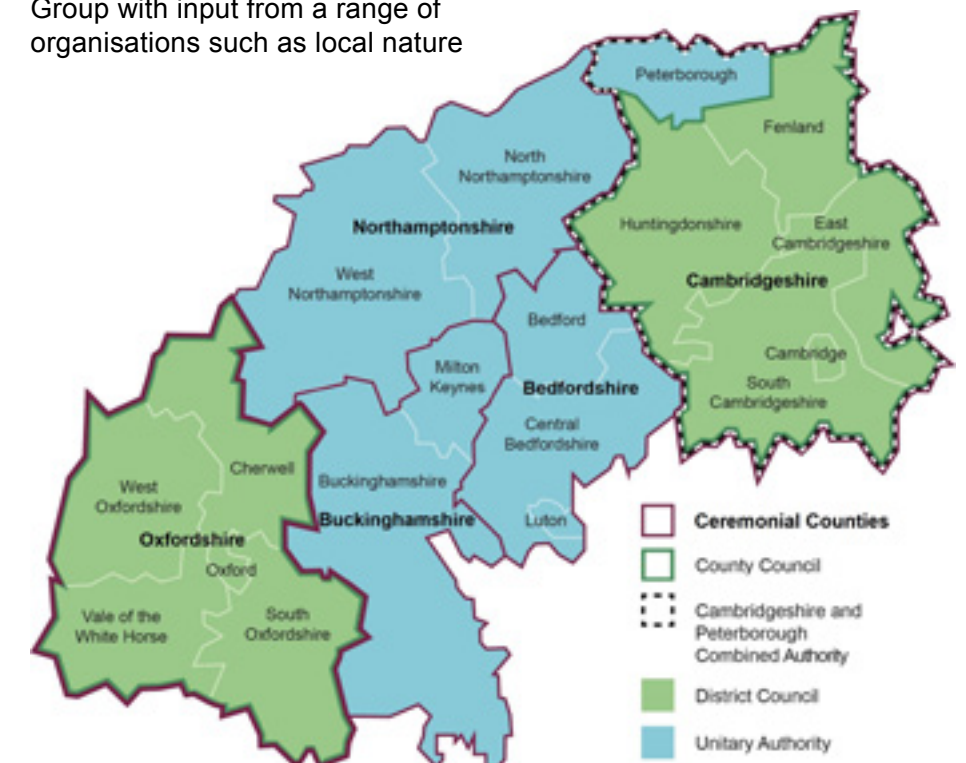 Group with input from a range of
organisations such as local nature
Peterborough
Fenland
North
Northamptonshire
Northamptonshire
Huntingdonshire
East
Cambridgeshire
West
Northamptonshire
Cambridgeshire
Bedford
Milton
Keynes
Bedfordshire
Cambridge
South
Cambridgeshire
Central
Bedfordshire
Cherwell
West
Oxfordshire
Buckinghamshire
Buckinghamshire
Luton
Oxfordshire
Oxford
Vale of the
White Horse
South
Oxfordshire
Ceremonial Counties
County Council
Cambridgeshire and
Peterborough
Combined Authority
District Council
Unitary Authority